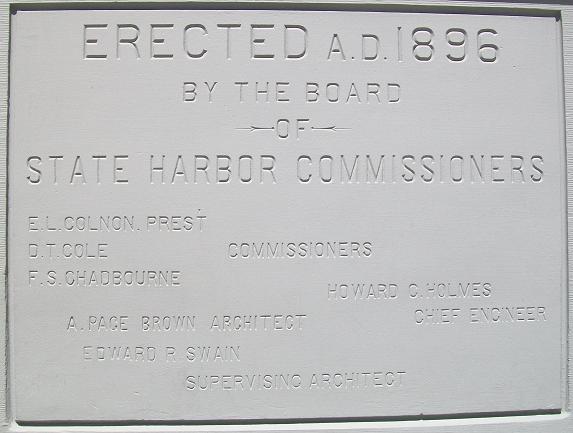 ERECTED A.D. 1896
BY THE BOARD
OF
STATE HARBOR COMMISSIONERS
E.L. COLNON. PREST
D.T. COLE COMMISSIONERS
F.S. CHADBOURNE
HOWARD C. HOLMES
CHIEF ENGINEER
A. PAGE BROWN ARCHITECT
EDWARD R. SWAIN
SUPERVISING ARCHITECT